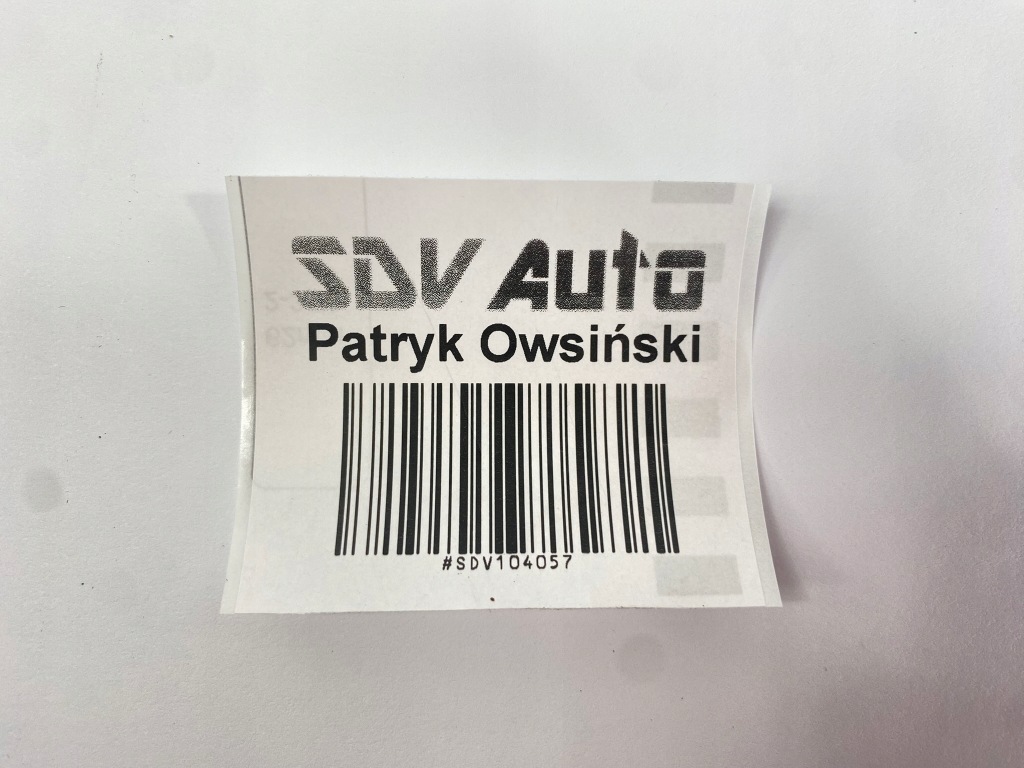 SDV Auto
Patryk Owsiński
#SDV104057